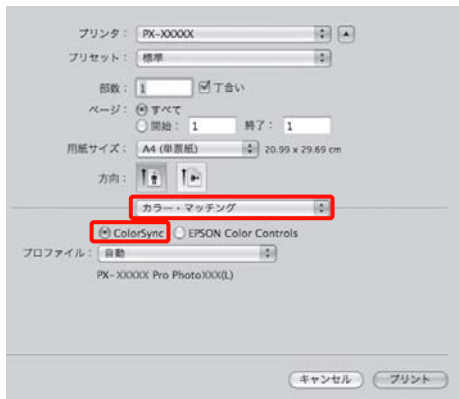 プリンタ： PX-XXXXX
プリセット： 標準
部数： 1 丁合い
ページ： すべて
開始： 1 終了： 1
用紙サイズ： A4 (単票紙) 20.99 x 29.69 cm
方向：
カラー・マッチング
ColorSync EPSON Color Controls
プロファイル： 自動
PX-XXXXX Pro PhotoXXX(L)
キャンセル プリント